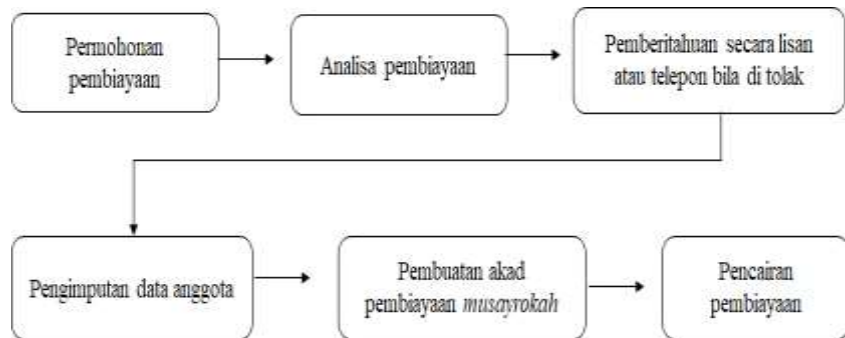 Permohonan
pembiayaan
Analisa pembiayaan
Pemberitahuan secara lisan
atau telepon bila di tolak
Pengimputan data anggota
Pembuatan akad
pembiayaan musayrokah
Pencairan
pembiayaan